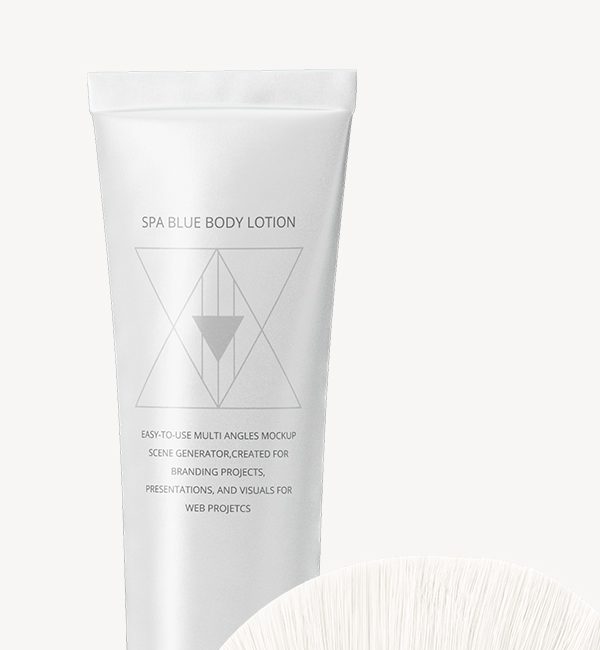 SPA BLUE BODY LOTION
EASY-TO-USE MULTI ANGLES MOCKUP
SCENE GENERATOR,CREATED FOR
BRANDING PROJECTS,
PRESENTATIONS, AND VISUALS FOR
WEB PROJETCS